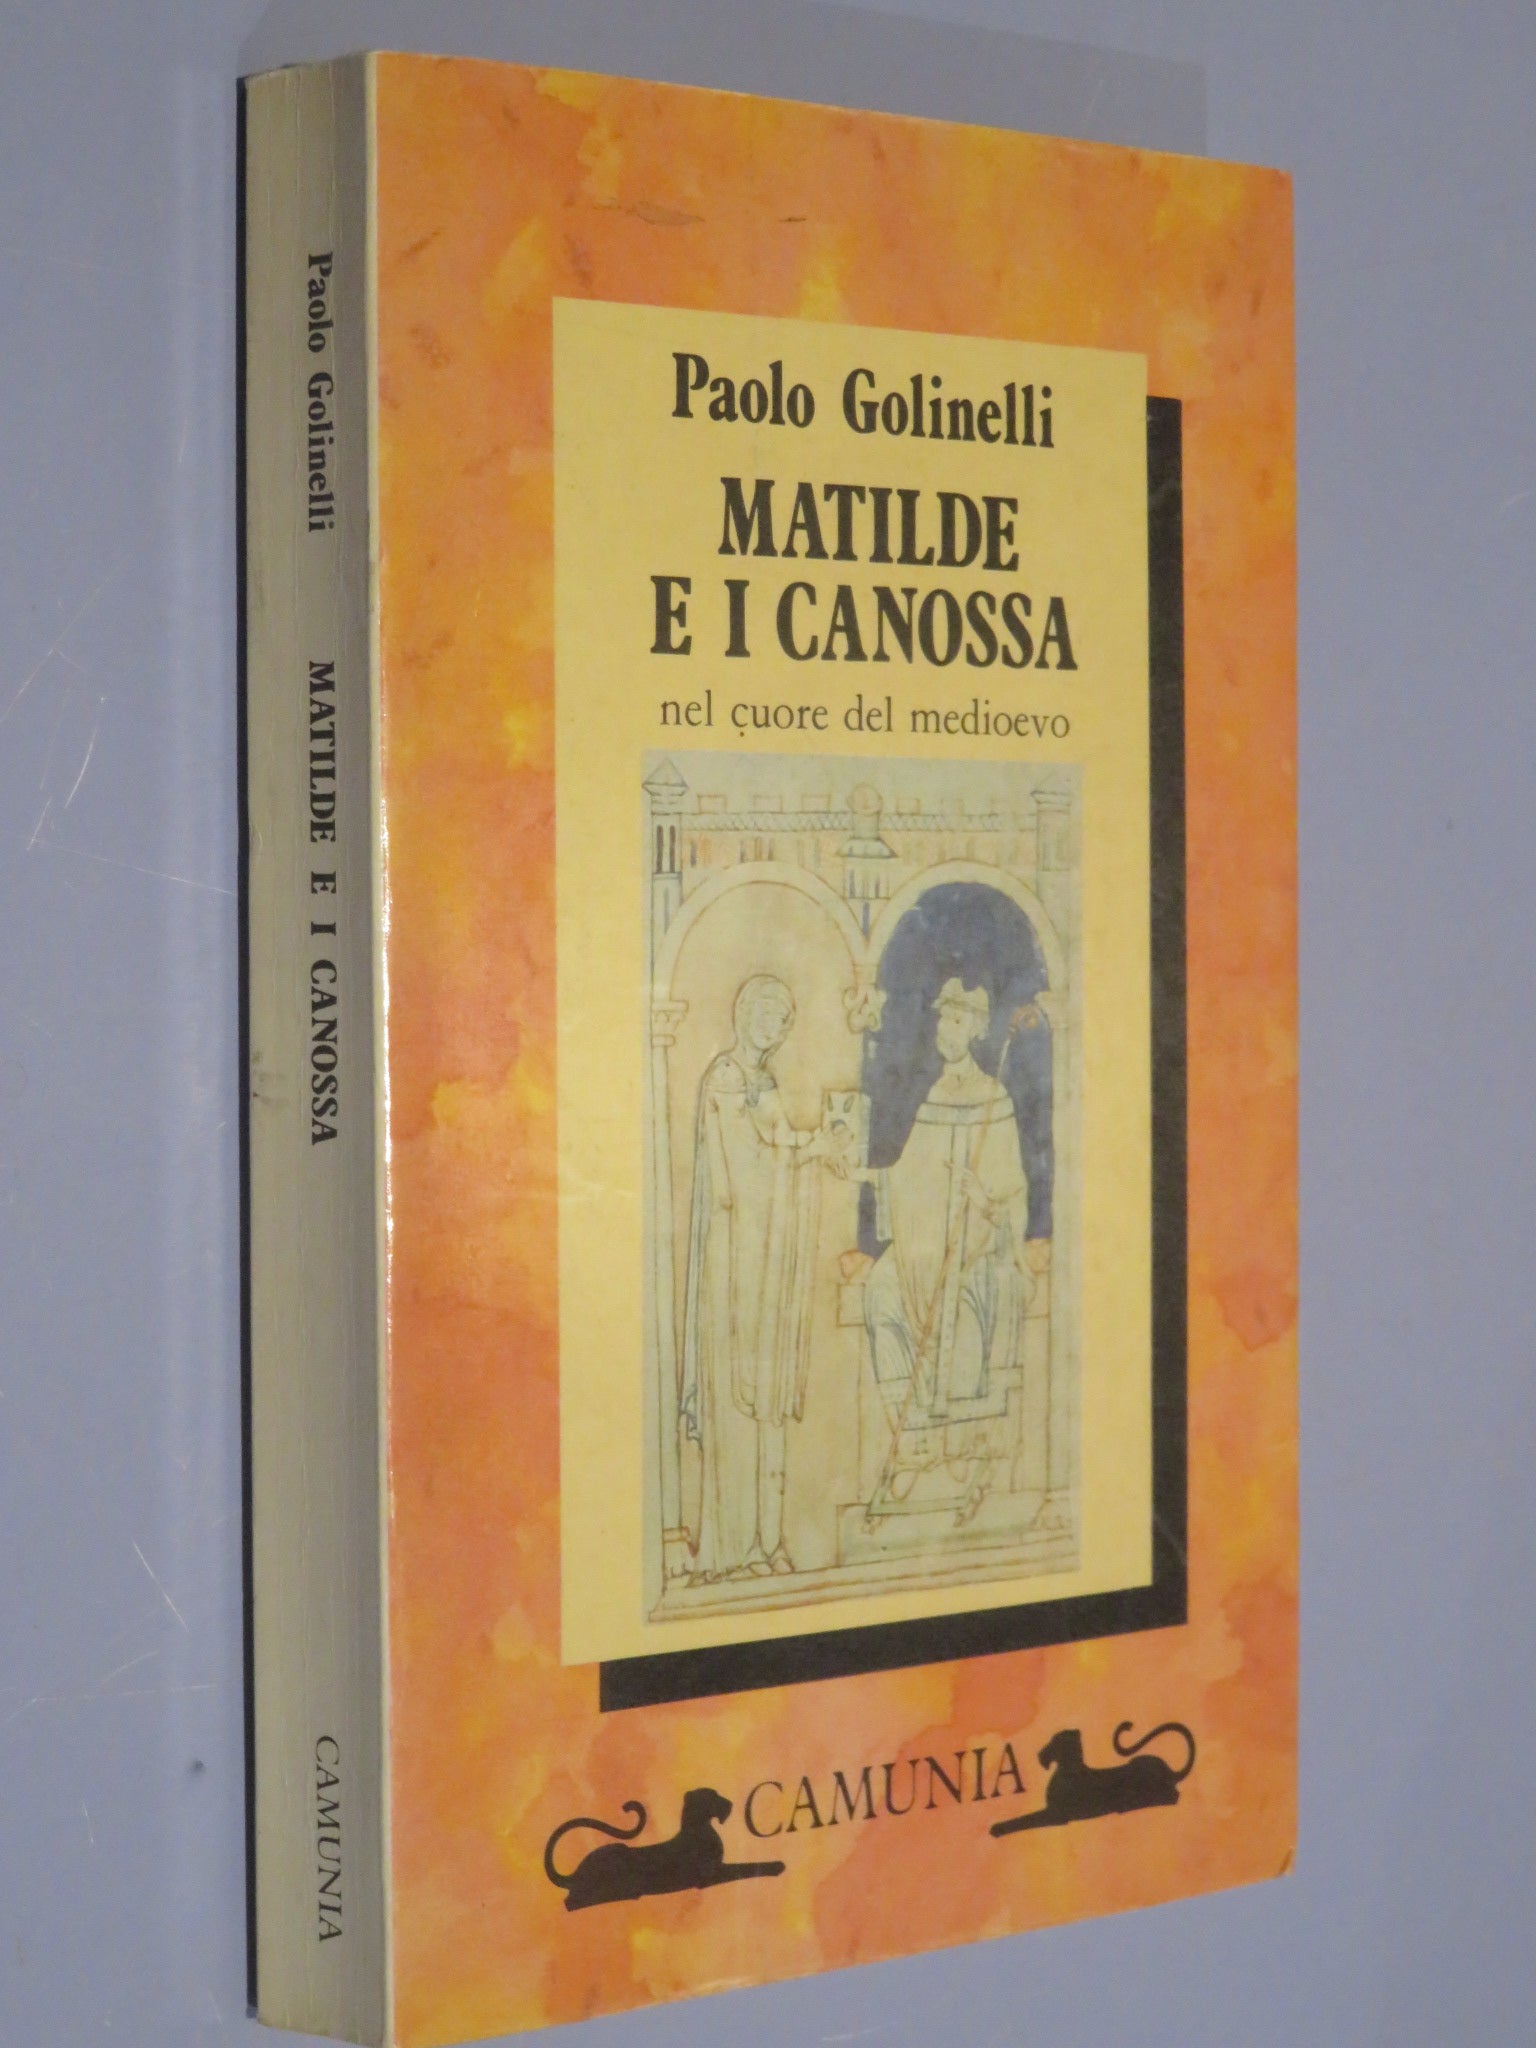 Paolo Golinelli
MATILDE
E I CANOSSA
nel cuore del medioevo
CAMUNIA
Paolo Golinelli MATILDE E I CANOSSA CAMUNIA